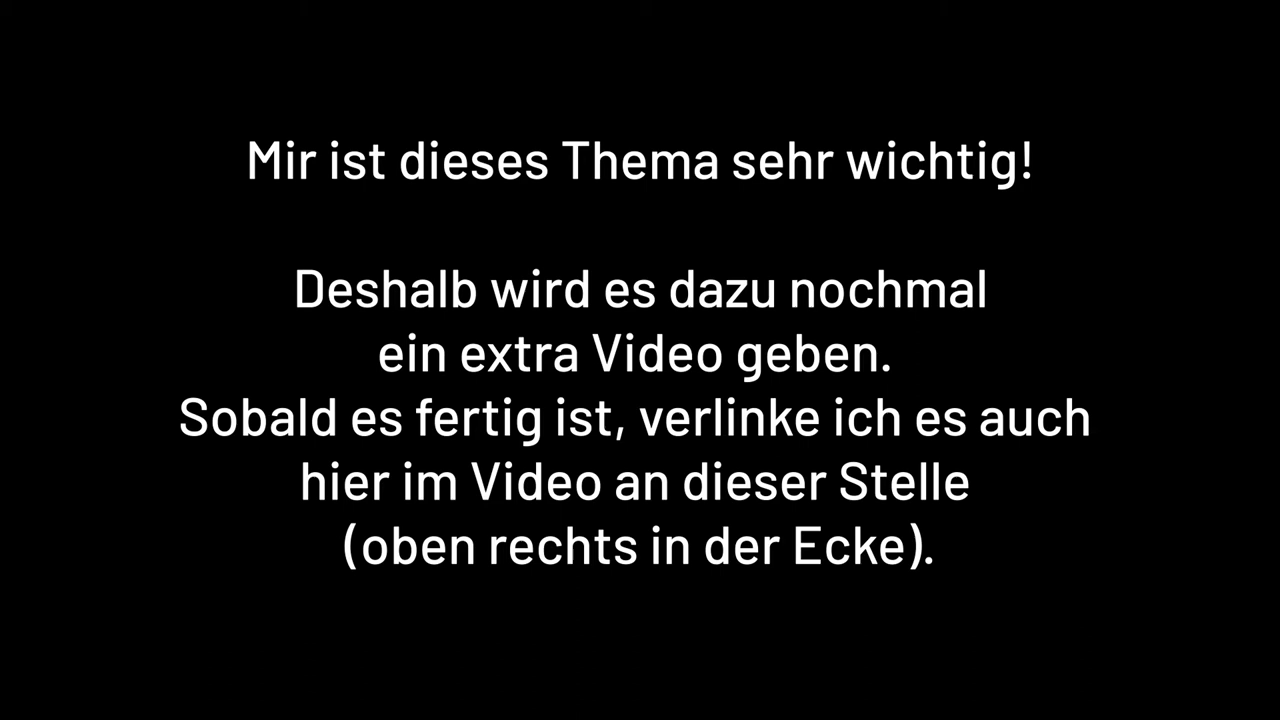 Mir ist dieses Thema sehr wichtig!
Deshalb wird es dazu nochmal
ein extra Video geben.
Sobald es fertig ist, verlinke ich es auch
hier im Video an dieser Stelle
(oben rechts in der Ecke).